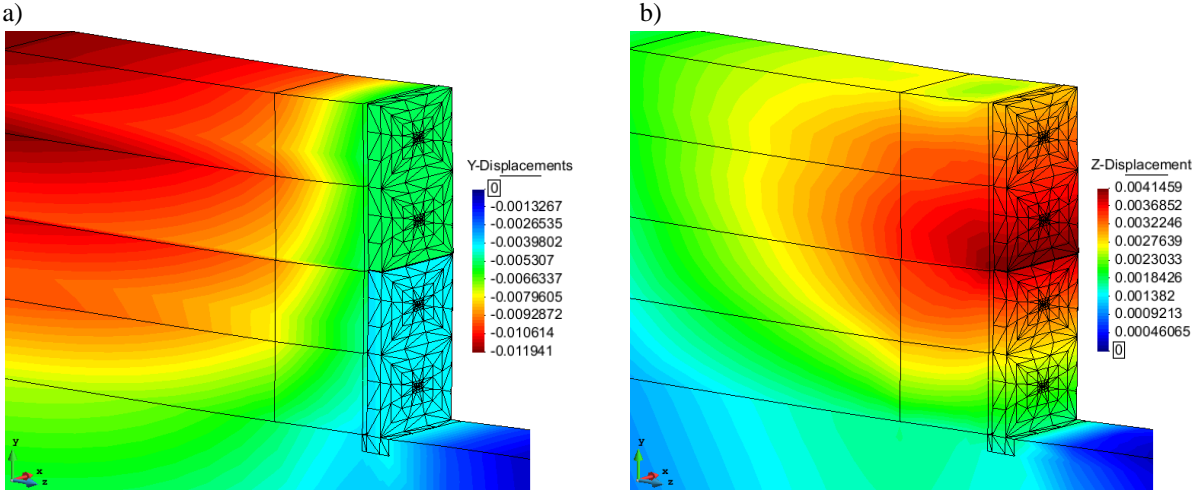 a)
b)
Y-Displacements
0
-0.0013267
-0.0026535
-0.0039802
-0.005307
-0.0066337
-0.0079605
-0.0092872
-0.010614
-0.011941
y
x
z
Z-Displacement
0.0041459
0.0036852
0.0032246
0.0027639
0.0023033
0.0018426
0.001382
0.0009213
0.00046065
0
y
x
z